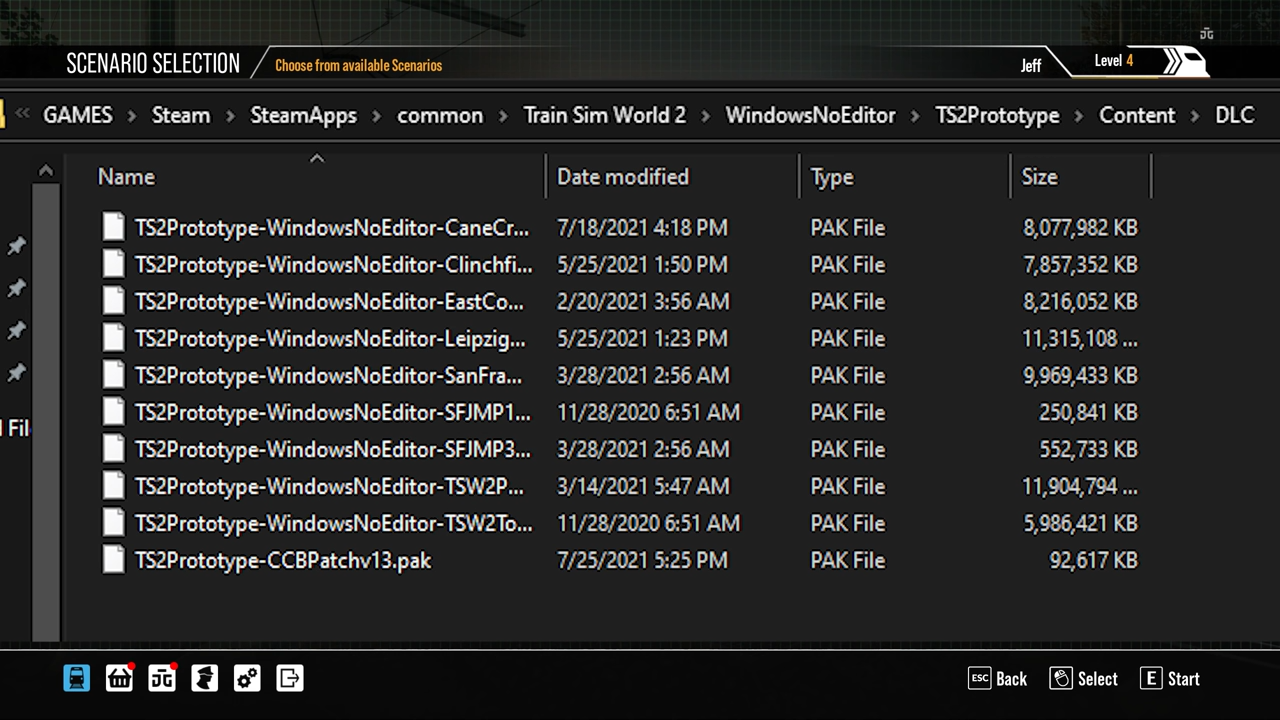 SCENARIO SELECTION
Choose from available Scenarios
Jeff
Level 4
« GAMES > Steam > SteamApps > common > Train Sim World 2 > WindowsNoEditor > TS2Prototype > Content > DLC
Name Date modified Type Size
TS2Prototype-WindowsNoEditor-CaneCr... 7/18/2021 4:18 PM PAK File 8,077,982 KB
TS2Prototype-WindowsNoEditor-Clinchfi... 5/25/2021 1:50 PM PAK File 7,857,352 KB
TS2Prototype-WindowsNoEditor-EastCo... 2/20/2021 3:56 AM PAK File 8,216,052 KB
TS2Prototype-WindowsNoEditor-Leipzig... 5/25/2021 1:23 PM PAK File 11,315,108 ...
TS2Prototype-WindowsNoEditor-SanFra... 3/28/2021 2:56 AM PAK File 9,969,433 KB
TS2Prototype-WindowsNoEditor-SFJMP1... 11/28/2020 6:51 AM PAK File 250,841 KB
l Fil
TS2Prototype-WindowsNoEditor-SFJMP3... 3/28/2021 2:56 AM PAK File 552,733 KB
TS2Prototype-WindowsNoEditor-TSW2P... 3/14/2021 5:47 AM PAK File 11,904,794 ...
TS2Prototype-WindowsNoEditor-TSW2To... 11/28/2020 6:51 AM PAK File 5,986,421 KB
TS2Prototype-CCBPatchv13.pak 7/25/2021 5:25 PM PAK File 92,617 KB
ESC Back Select E Start